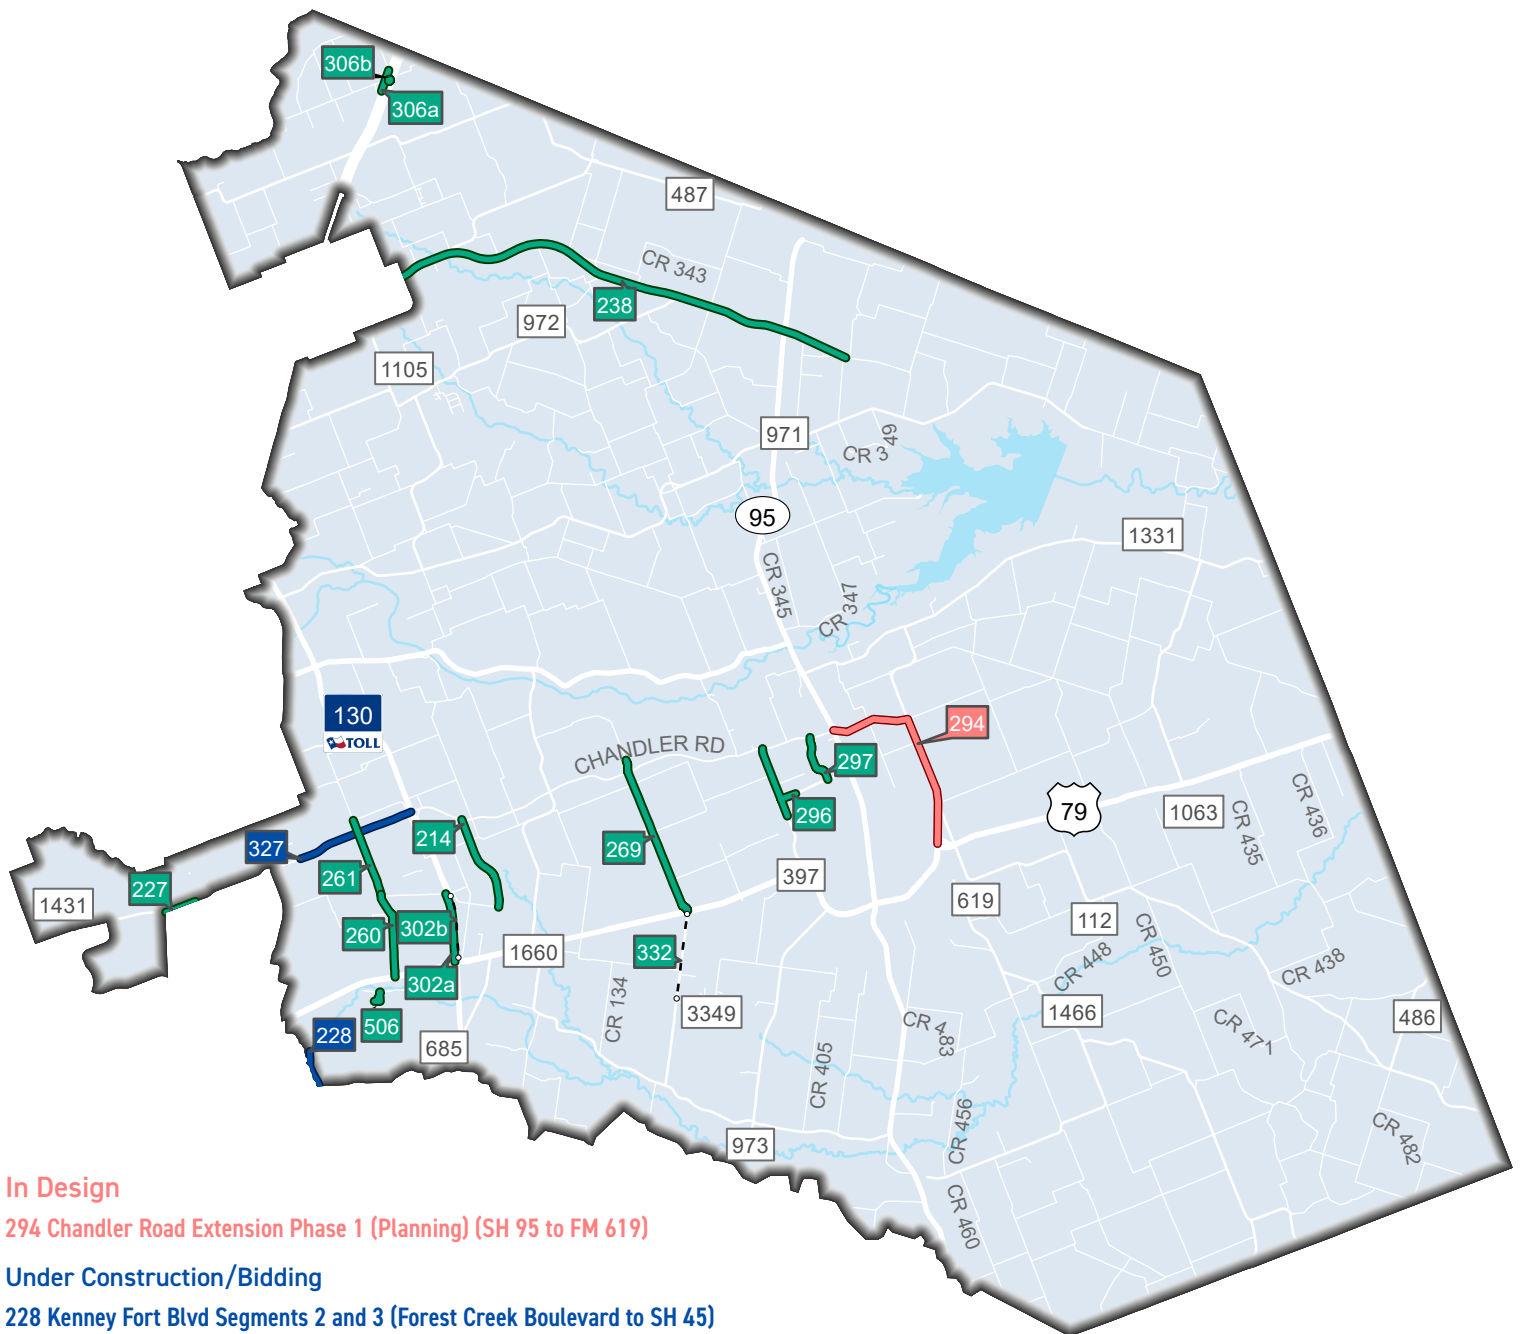 306b
306a
487
CR 343
238
972
1105
971
CR 349
95
1331
CR 345
CR 347
130
TOLL
294
CHANDLER RD
297
79
CR 436
1063
CR 435
296
327
214
269
261
397
227
1431
619
112
302b
260
1660
332
CR 450
CR 448
CR 438
302a
CR 134
3349
1466
486
506
228
CR 483
CR 471
685
CR 405
CR 456
CR 482
973
CR 460
In Design
294 Chandler Road Extension Phase 1 (Planning) (SH 95 to FM 619)
Under Construction/Bidding
228 Kenney Fort Blvd Segments 2 and 3 (Forest Creek Boulevard to SH 45)